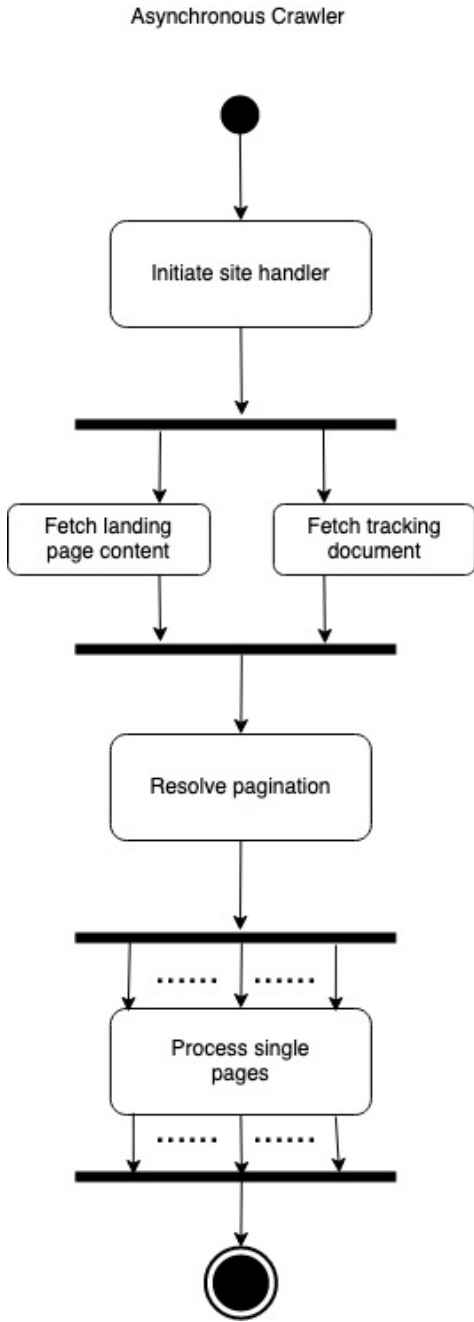 Asynchronous Crawler
Initiate site handler
Fetch landing
page content
Fetch tracking
document
Resolve pagination
Process single
pages